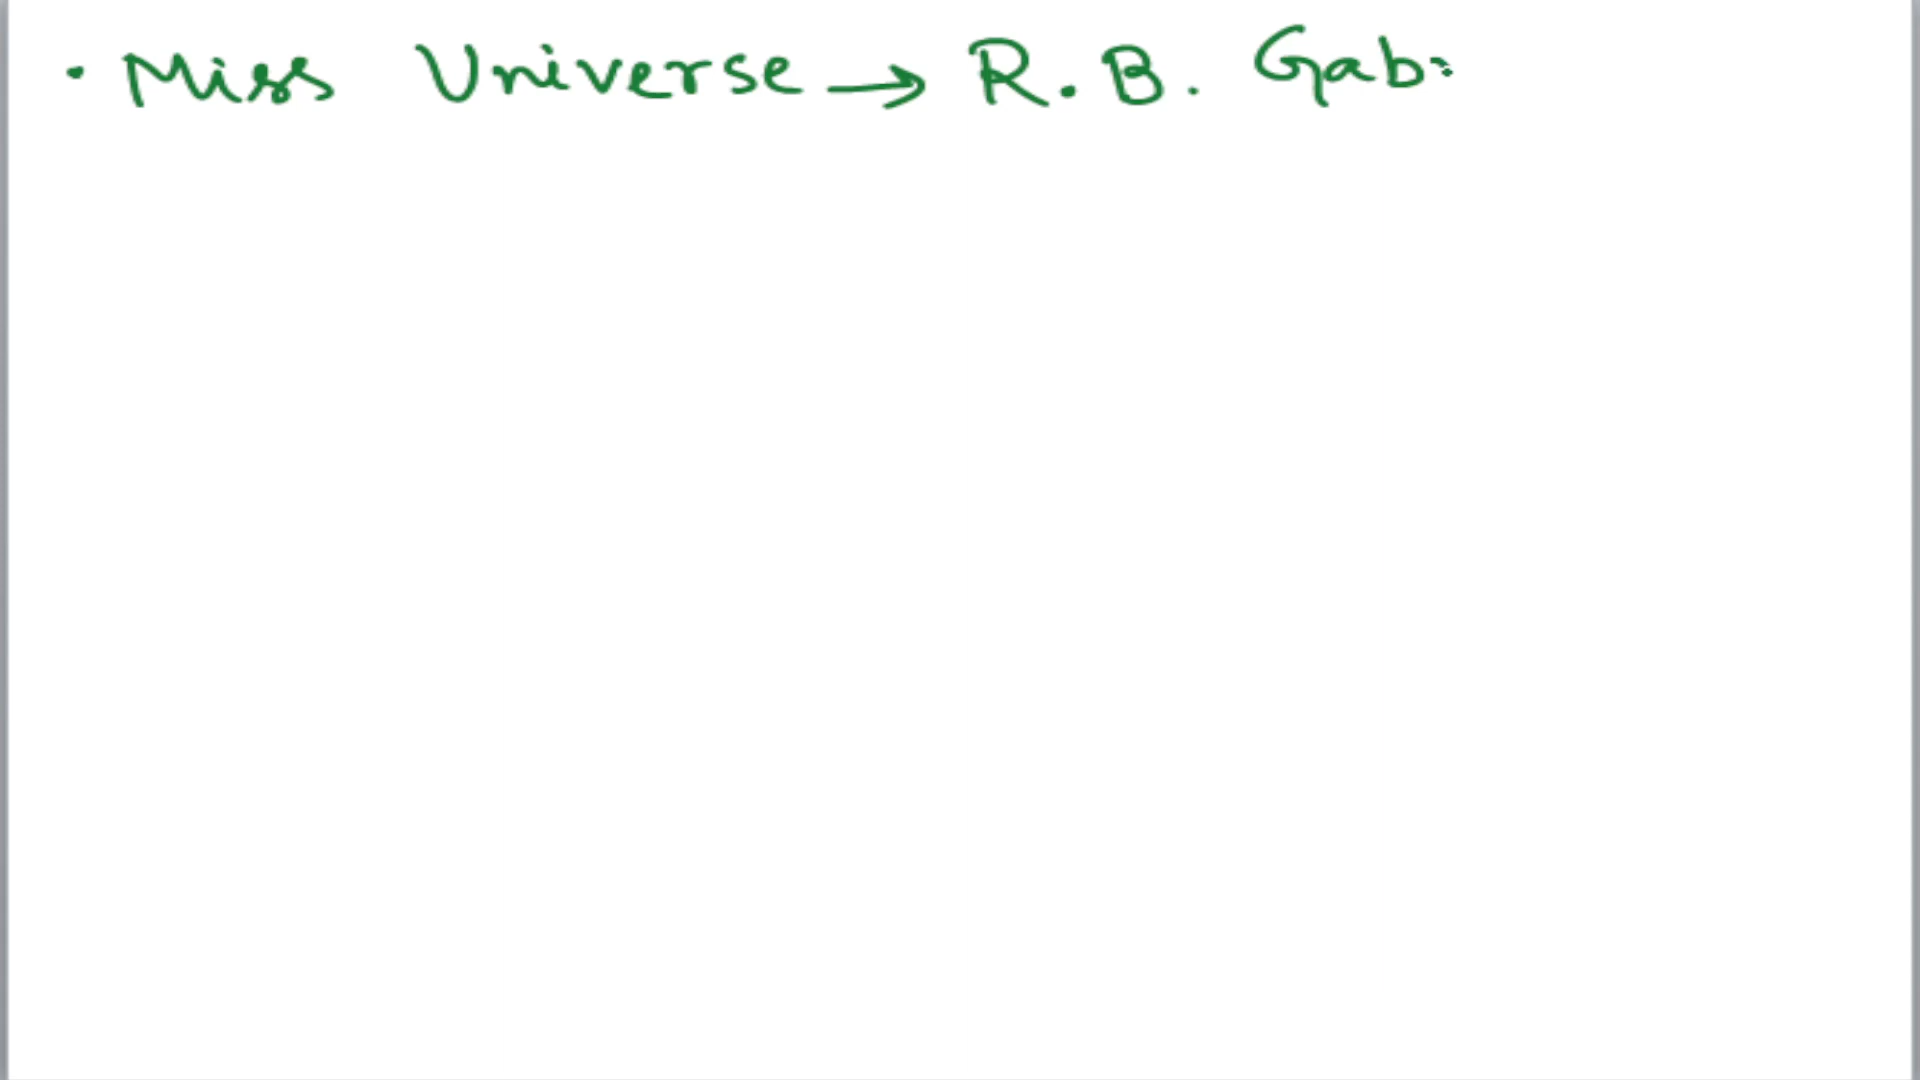 · Miss Universe → R.B. Gab